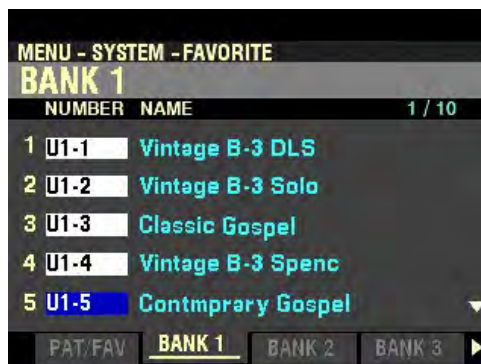 MENU - SYSTEM - FAVORITE
BANK 1
NUMBER NAME 1 / 10
1 U1-1 Vintage B-3 DLS
2 U1-2 Vintage B-3 Solo
3 U1-3 Classic Gospel
4 U1-4 Vintage B-3 Spenc
5 U1-5 Contmprary Gospel
PAT/FAV BANK 1 BANK 2 BANK 3